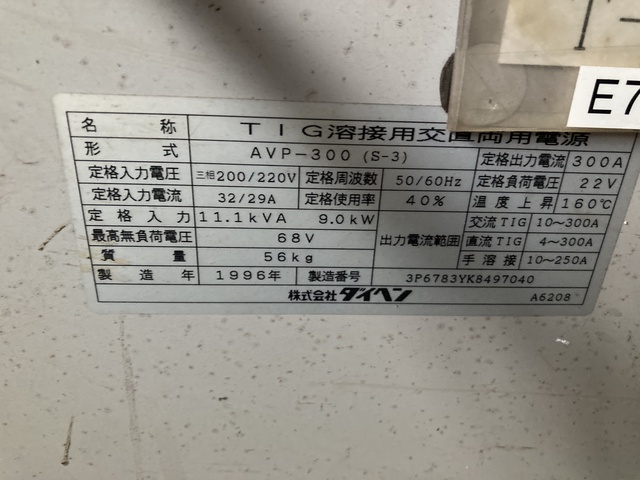 E7
名称 TIG溶接用交直両用電源
形式 AVP-300 (S-3) 定格出力電流 300A
定格入力電圧 三相200/220V 定格周波数 50/60Hz 定格負荷電圧 22V
定格入力電流 32/29A 定格使用率 40% 温度上昇 160℃
定格入力 11.1kVA 9.0kW 出力電流範囲 交流TIG 10~300A
最高無負荷電圧 68V 直流TIG 4~300A
質量 56kg 手溶接 10~250A
製造年 1996年 製造番号 3P6783YK8497040
株式会社ダイヘン A6208